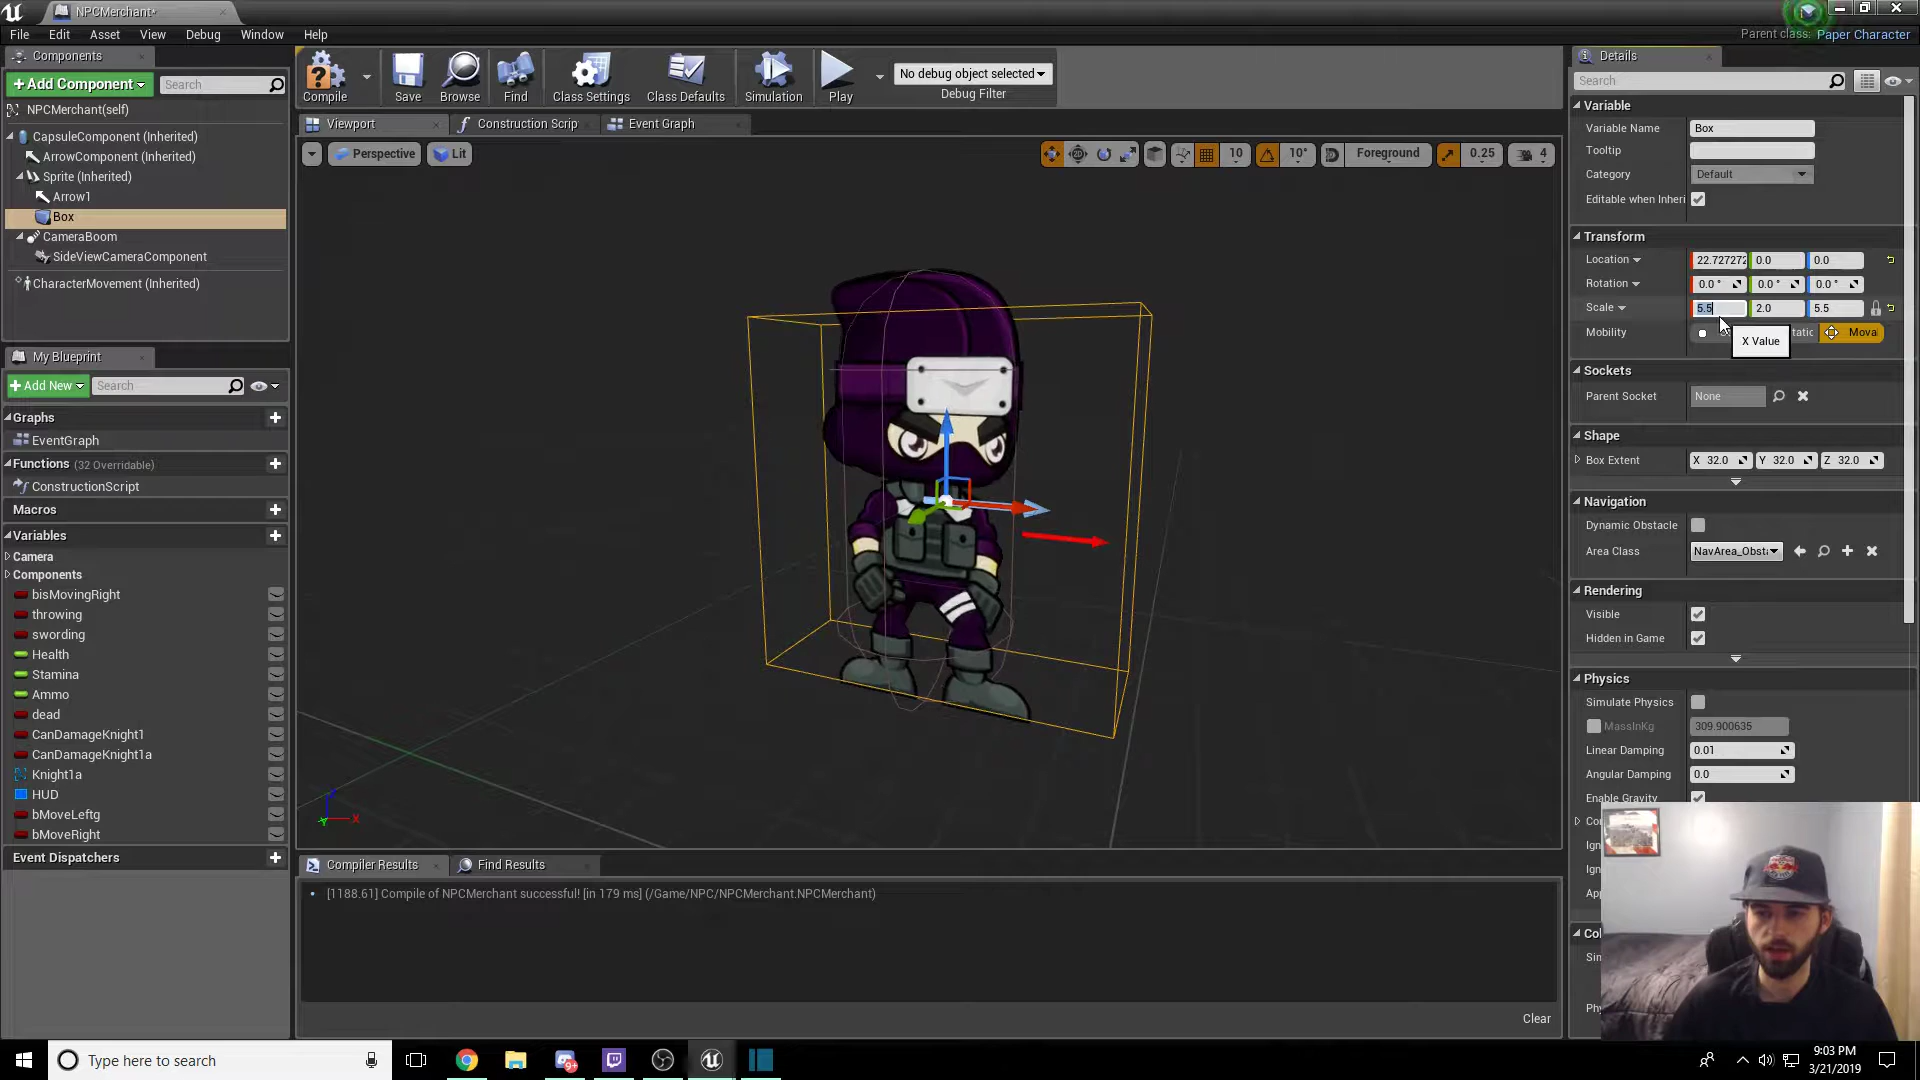 NPCMerchant*
File Edit Asset View Debug Window Help
Parent class: Paper Character
Components
+Add Component
Search
NPCMerchant(self)
CapsuleComponent (Inherited)
ArrowComponent (Inherited)
Sprite (Inherited)
Arrow1
Box
CameraBoom
SideViewCameraComponent
CharacterMovement (Inherited)
My Blueprint
+Add New
Search
Graphs
EventGraph
Functions (32 Overridable)
ConstructionScript
Macros
Variables
Camera
Components
bisMovingRight
throwing
swording
Health
Stamina
Ammo
dead
CanDamageKnight1
CanDamageKnight1a
Knight1a
HUD
bMoveLeftg
bMoveRight
Event Dispatchers
Compile Save Browse Find Class Settings Class Defaults Simulation Play
No debug object selected
Debug Filter
Viewport Construction Scrip Event Graph
Perspective Lit 10 10° Foreground 0.25 4
Compiler Results Find Results
[1188.61] Compile of NPCMerchant successful! [in 179 ms] (/Game/NPC/NPCMerchant.NPCMerchant)
Clear
Details
Search
Variable
Variable Name Box
Tooltip
Category Default
Editable when Inheri
Transform
Location 22.727272 0.0 0.0
Rotation 0.0 ° 0.0 ° 0.0 °
Scale 5.5 2.0 5.5
Mobility tatic Moval
X Value
Sockets
Parent Socket None
Shape
Box Extent X 32.0 Y 32.0 Z 32.0
Navigation
Dynamic Obstacle
Area Class NavArea_Obsta
Rendering
Visible
Hidden in Game
Physics
Simulate Physics
MassInKg 309.900635
Linear Damping 0.01
Angular Damping 0.0
Enable Gravity
Con
Ign
Ign
App
Col
Sim
Phy
Type here to search
9:03 PM
3/21/2019